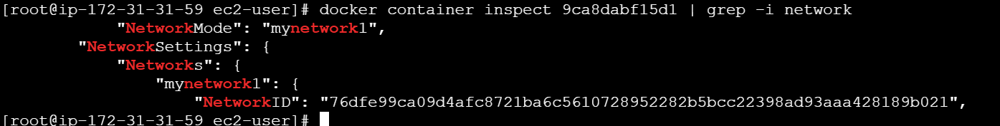 [root@ip-172-31-31-59 ec2-user]# docker container inspect 9ca8dabf15d1 | grep -i network
            "NetworkMode": "mynetwork1",
        "NetworkSettings": {
            "Networks": {
                "mynetwork1": {
                    "NetworkID": "76dfe99ca09d4afc8721ba6c5610728952282b5bcc22398ad93aaa428189b021",
[root@ip-172-31-31-59 ec2-user]#